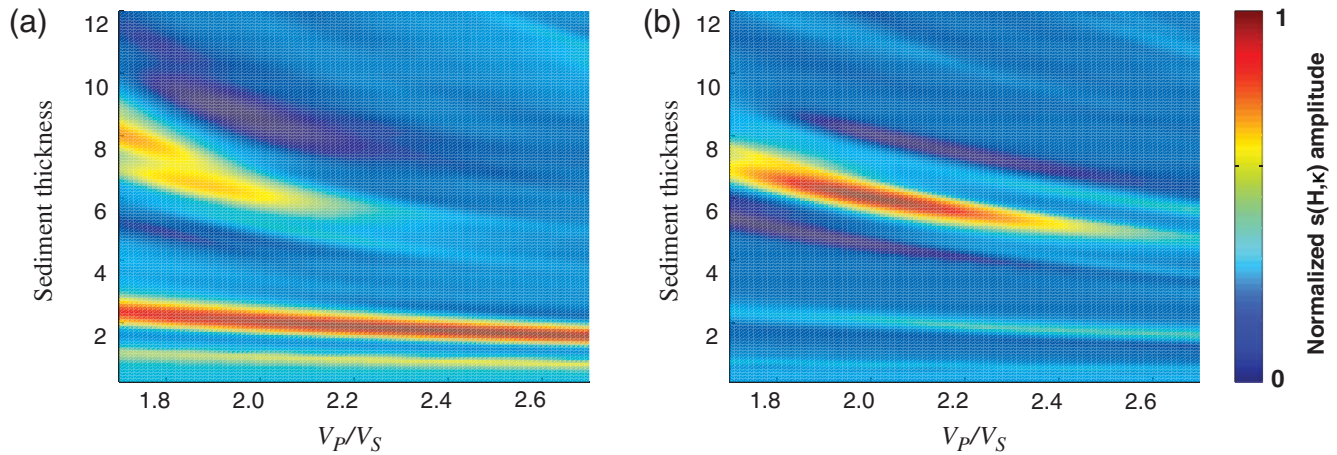 (a)
Sediment thickness
12
10
8
6
4
2
1.8 2.0 2.2 2.4 2.6
V_P/V_S
(b)
Sediment thickness
12
10
8
6
4
2
1.8 2.0 2.2 2.4 2.6
V_P/V_S
1
0
Normalized s(H,κ) amplitude